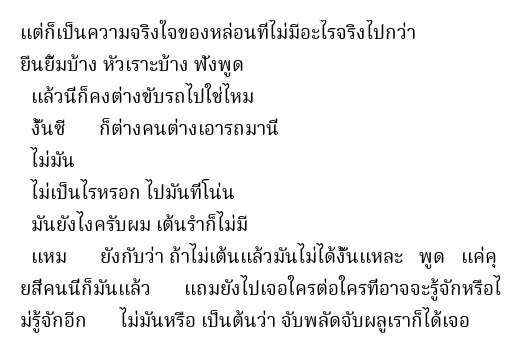 แต่ก็เป็นความจริงใจของหล่อนที่ไม่มีอะไรจริงไปกว่า
ยืนยิ้มบ้าง หัวเราะบ้าง ฟังพูด
แล้วนี่ก็คงต่างขับรถไปใช่ไหม
งั้นซี ก็ต่างคนต่างเอารถมานี่
ไม่มัน
ไม่เป็นไรหรอก ไปมันที่โน่น
มันยังไงครับผม เต้นรำก็ไม่มี
แหม ยังกับว่า ถ้าไม่เต้นแล้วมันไม่ได้งั้นแหละ พูด แค่คุ
ยสี่คนนี่ก็มันแล้ว แถมยังไปเจอใครต่อใครที่อาจจะรู้จักหรือไ
ม่รู้จักอีก ไม่มันหรือ เป็นต้นว่า จับพลัดจับผลูเราก็ได้เจอ